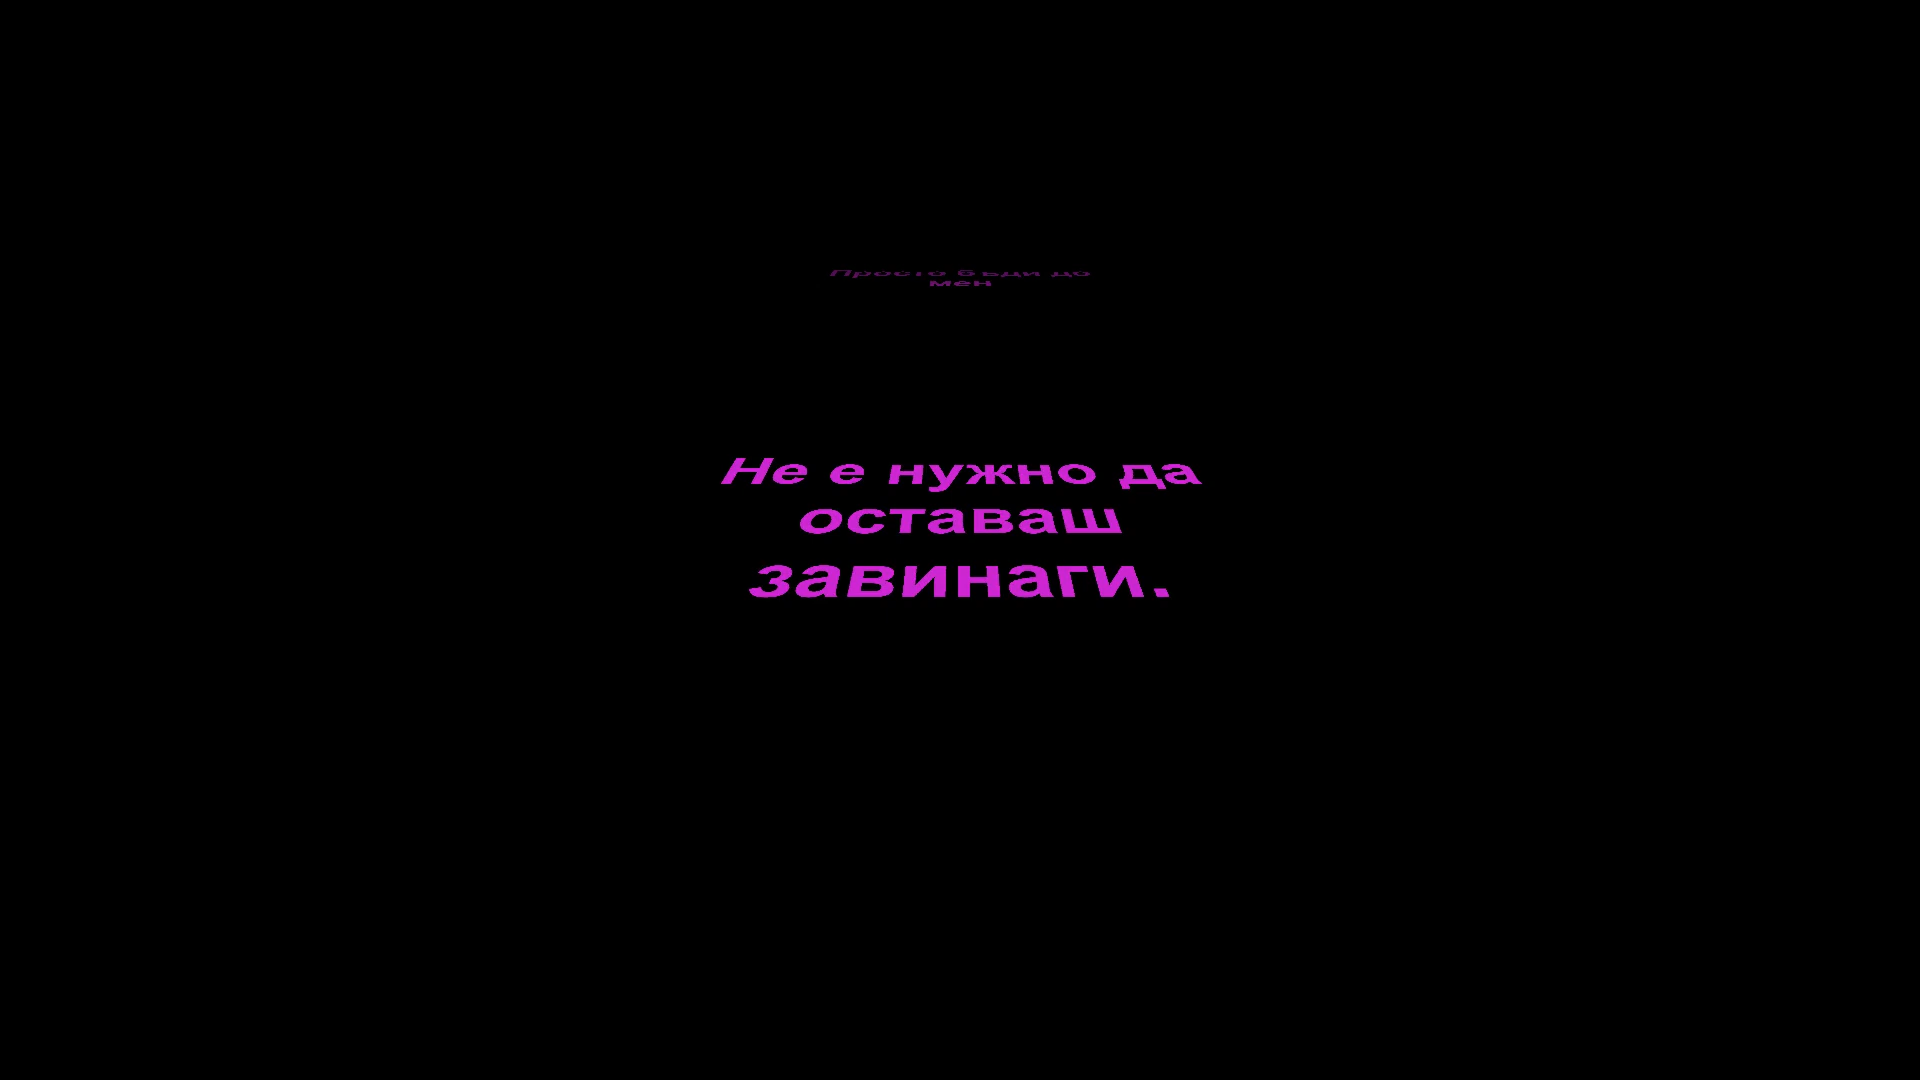 Просто бъди до
мен
Не е нужно да
оставаш
завинаги.